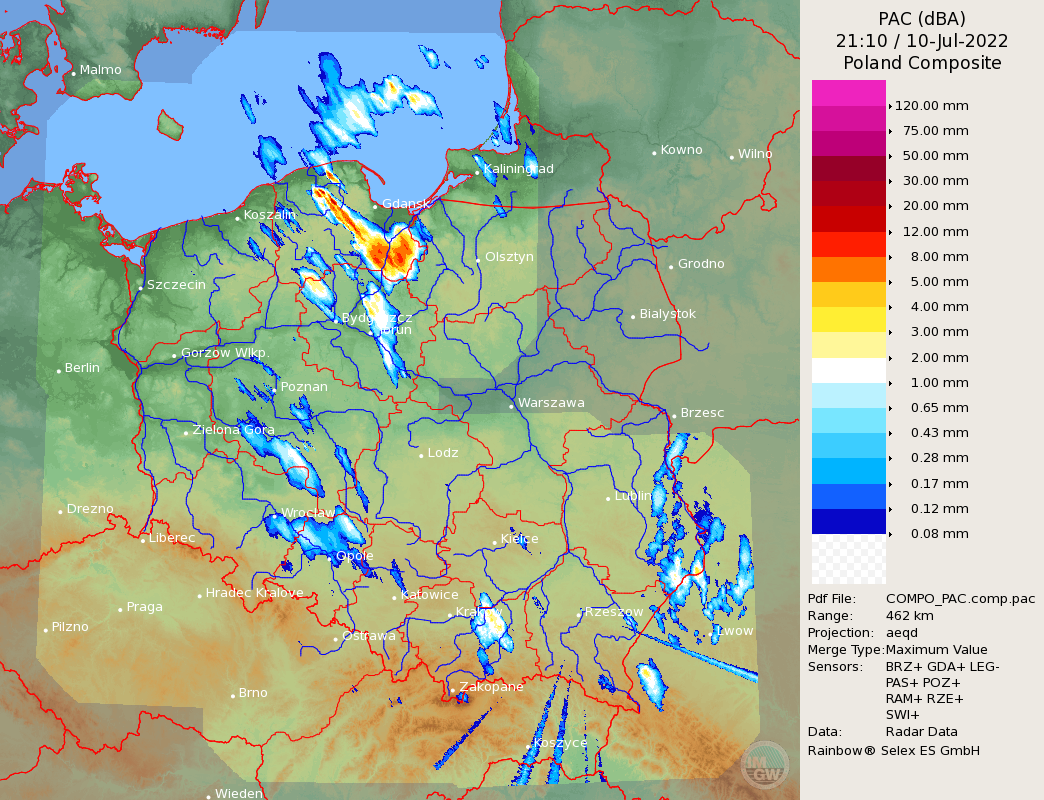 PAC (dBA)
21:10 / 10-Jul-2022
Poland Composite
120.00 mm
75.00 mm
50.00 mm
30.00 mm
20.00 mm
12.00 mm
8.00 mm
5.00 mm
4.00 mm
3.00 mm
2.00 mm
1.00 mm
0.65 mm
0.43 mm
0.28 mm
0.17 mm
0.12 mm
0.08 mm
Pdf File: COMPO_PAC.comp.pac
Range: 462 km
Projection: aeqd
Merge Type:Maximum Value
Sensors: BRZ+ GDA+ LEG-
PAS+ POZ+
RAM+ RZE+
SWI+
Data: Radar Data
Rainbow® Selex ES GmbH
Malmo
Kowno
Wilno
Kaliningrad
Gdansk
Koszalin
Olsztyn
Grodno
Szczecin
Bialystok
Bydgoszcz
Torun
Gorzow Wlkp.
Berlin
Poznan
Warszawa
Brzesc
Zielona Gora
Lodz
Lublin
Drezno
Wroclaw
Liberec
Kielce
Opole
Hradec Kralove
Katowice
Praga
Krakow
Rzeszow
Pilzno
Ostrawa
Lwow
Brno
Zakopane
Koszyce
IM
GW
Wieden